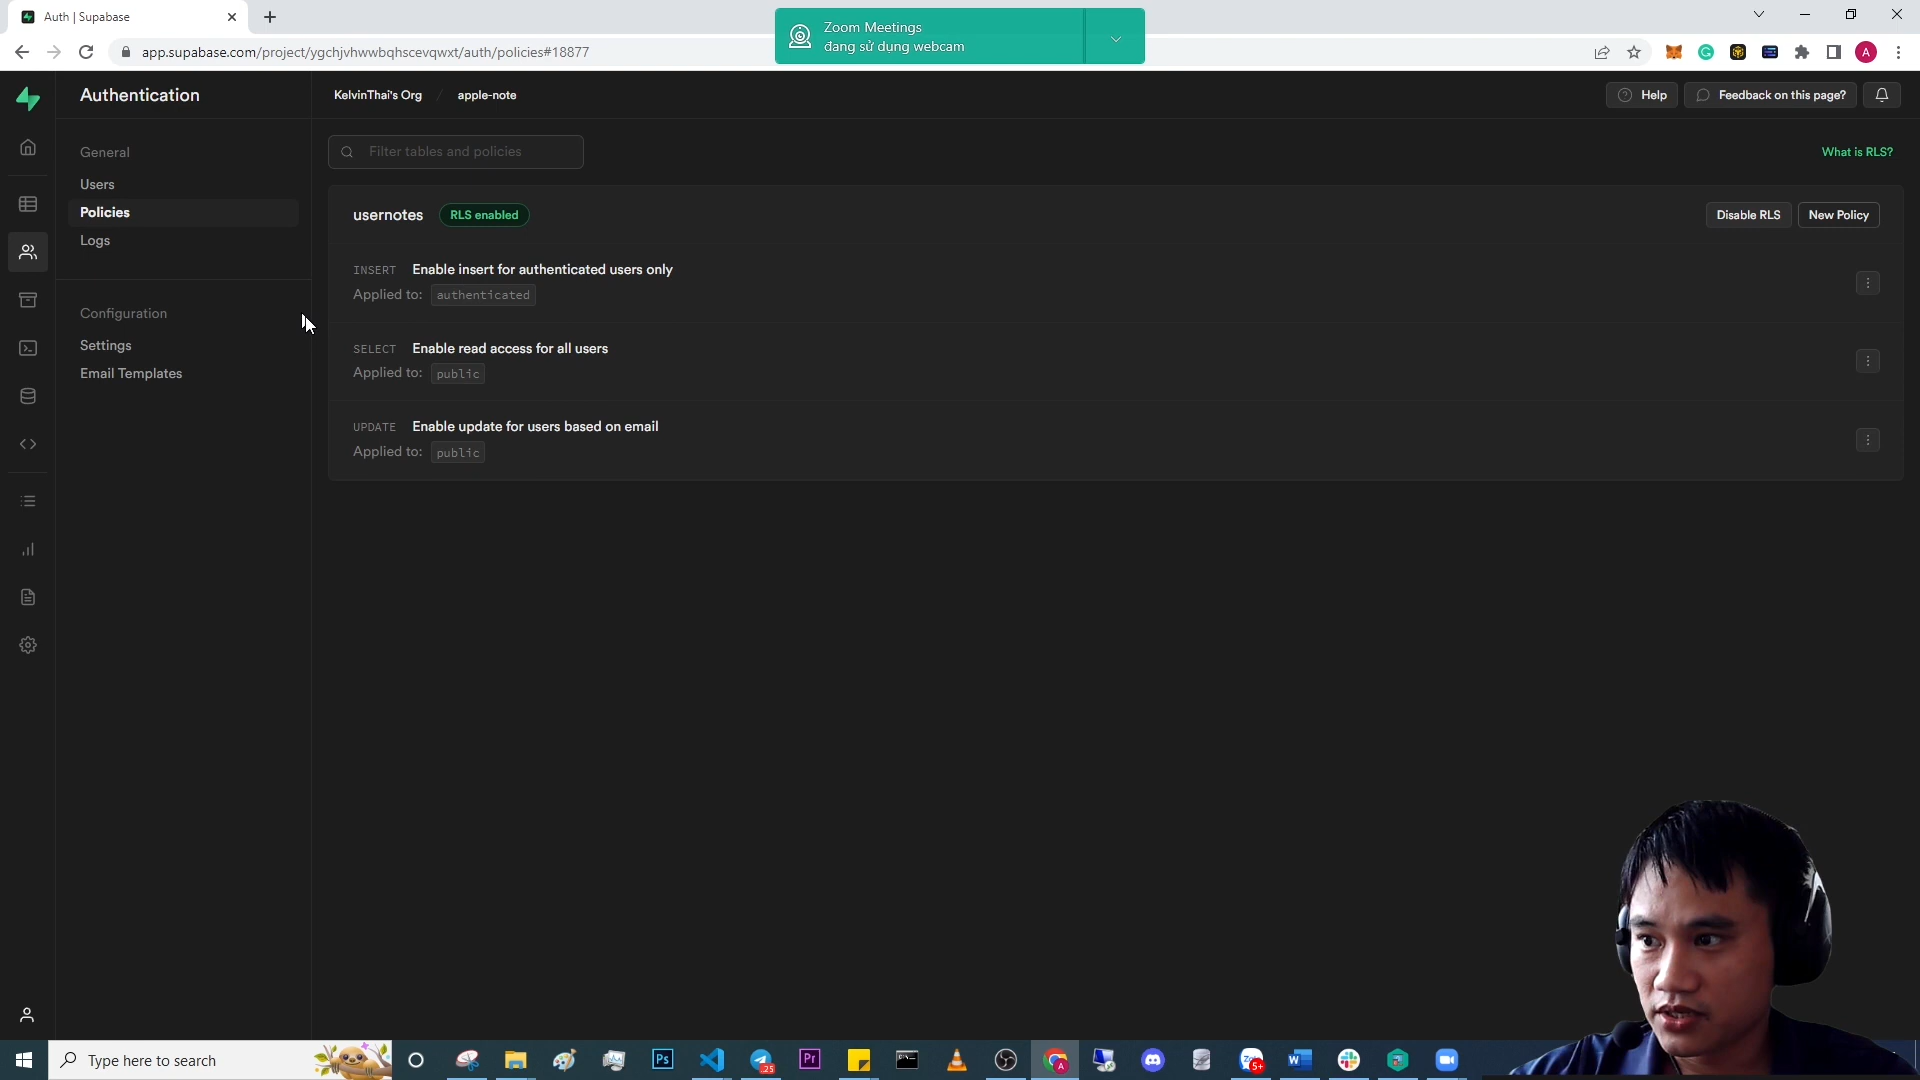 Auth | Supabase
Zoom Meetings
đang sử dụng webcam
app.supabase.com/project/ygchjvhwwbqhscevqwxt/auth/policies#18877
A
Authentication
KelvinThai's Org / apple-note
Help
Feedback on this page?
General
Users
Policies
Logs
Configuration
Settings
Email Templates
Filter tables and policies
What is RLS?
usernotes
RLS enabled
Disable RLS
New Policy
INSERT Enable insert for authenticated users only
Applied to: authenticated
SELECT Enable read access for all users
Applied to: public
UPDATE Enable update for users based on email
Applied to: public
Type here to search
Ps
25
Pr
A
5+
W